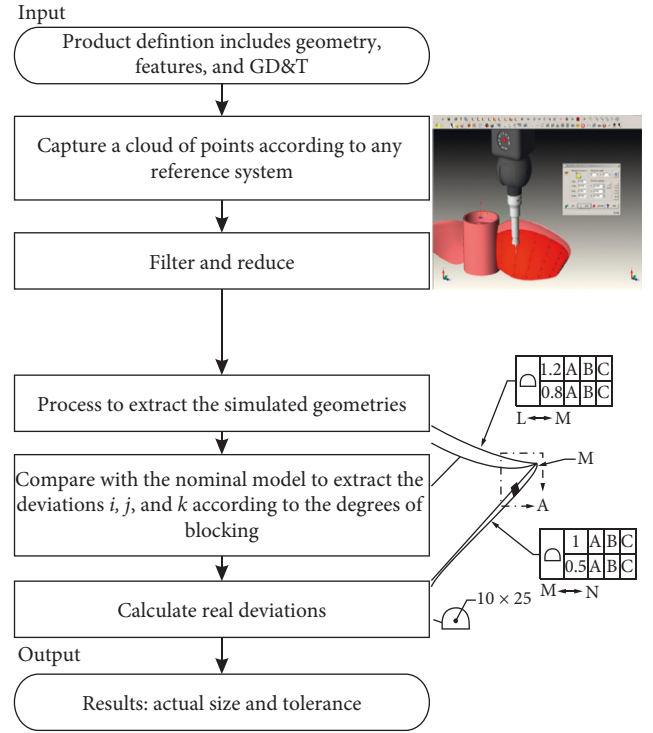 Input
Product defintion includes geometry,
features, and GD&T
Capture a cloud of points according to any
reference system
Filter and reduce
Process to extract the simulated geometries
1.2 A B C
0.8 A B C
L M
M
Compare with the nominal model to extract the
deviations i, j, and k according to the degrees of
blocking
A
1 A B C
0.5 A B C
M N
Calculate real deviations
10 × 25
Output
Results: actual size and tolerance